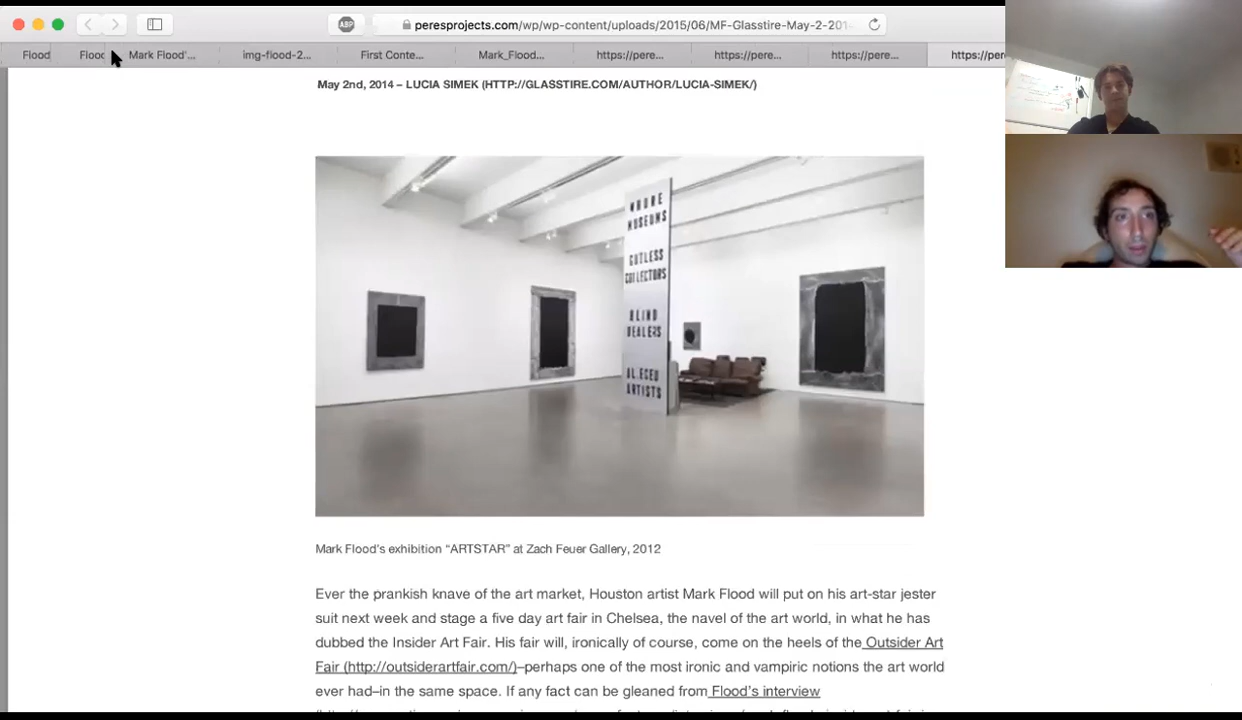 peresprojects.com/wp/wp-content/uploads/2015/06/MF-Glasstire-May-2-201
Flood
Flood
Mark Flood'...
img-flood-2...
First Conte...
Mark_Flood...
https://pere...
https://pere...
https://pere...
https://pere
May 2nd, 2014 – LUCIA SIMEK (HTTP://GLASSTIRE.COM/AUTHOR/LUCIA-SIMEK/)
WHORE
MUSEUMS
GUTLESS
COLLECTORS
BLIND
DEALERS
ARTISTS
Mark Flood's exhibition “ARTSTAR” at Zach Feuer Gallery, 2012
Ever the prankish knave of the art market, Houston artist Mark Flood will put on his art-star jester
suit next week and stage a five day art fair in Chelsea, the navel of the art world, in what he has
dubbed the Insider Art Fair. His fair will, ironically of course, come on the heels of the Outsider Art
Fair (http://outsiderartfair.com/)–perhaps one of the most ironic and vampiric notions the art world
ever had–in the same space. If any fact can be gleaned from Flood's interview